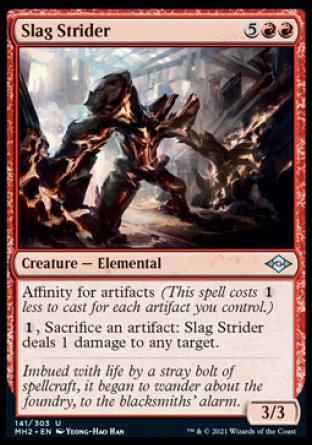 Slag Strider 5
Creature — Elemental
Affinity for artifacts (This spell costs 1
less to cast for each artifact you control.)
1, Sacrifice an artifact: Slag Strider
deals 1 damage to any target.
Imbued with life by a stray bolt of
spellcraft, it began to wander about the
foundry, to the blacksmiths' alarm.
3/3
141/303 U
MH2 • EN Yeong-Hao Han
™ & © 2021 Wizards of the Coast